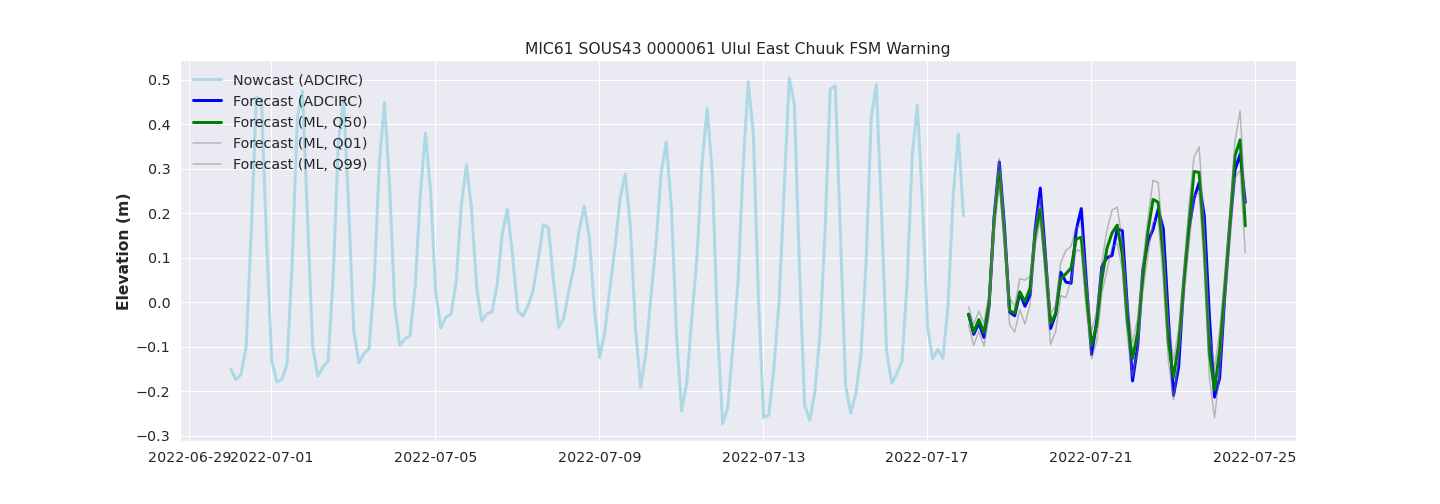 MIC61 SOUS43 0000061 Ulul East Chuuk FSM Warning
Nowcast (ADCIRC)
Forecast (ADCIRC)
Forecast (ML, Q50)
Forecast (ML, Q01)
Forecast (ML, Q99)
Elevation (m)
0.5
0.4
0.3
0.2
0.1
0.0
−0.1
−0.2
−0.3
2022-06-29 2022-07-01 2022-07-05 2022-07-09 2022-07-13 2022-07-17 2022-07-21 2022-07-25